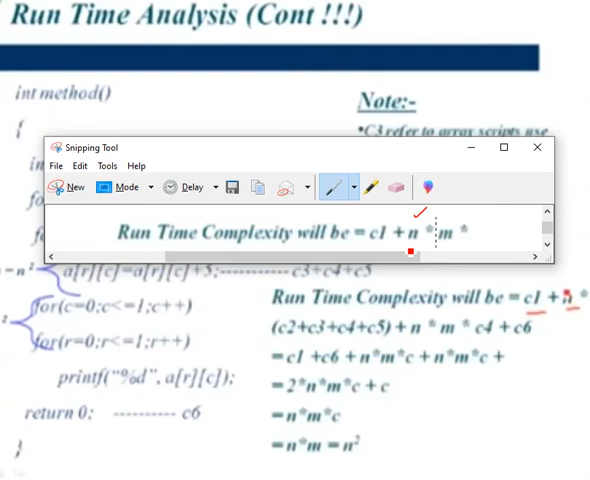 Run Time Analysis (Cont !!!)
int method()
{
Note:-
•C3 refer to array scripts use
Snipping Tool
File Edit Tools Help
New Mode Delay
Run Time Complexity will be = c1 + n * m *
= n²
a[r][c]=a[r][c]+5;----------- c3+c4+c5
for(c=0;c<=1;c++)
for(r=0;r<=1;r++)
printf("%d", a[r][c);
return 0; ---------- c6
}
Run Time Complexity will be = c1 + n *
(c2+c3+c4+c5) + n * m * c4 + c6
=c1 +c6 + n*m*c + n*m*c +
=2*n*m*c + c
=n*m*c
=n*m = n²